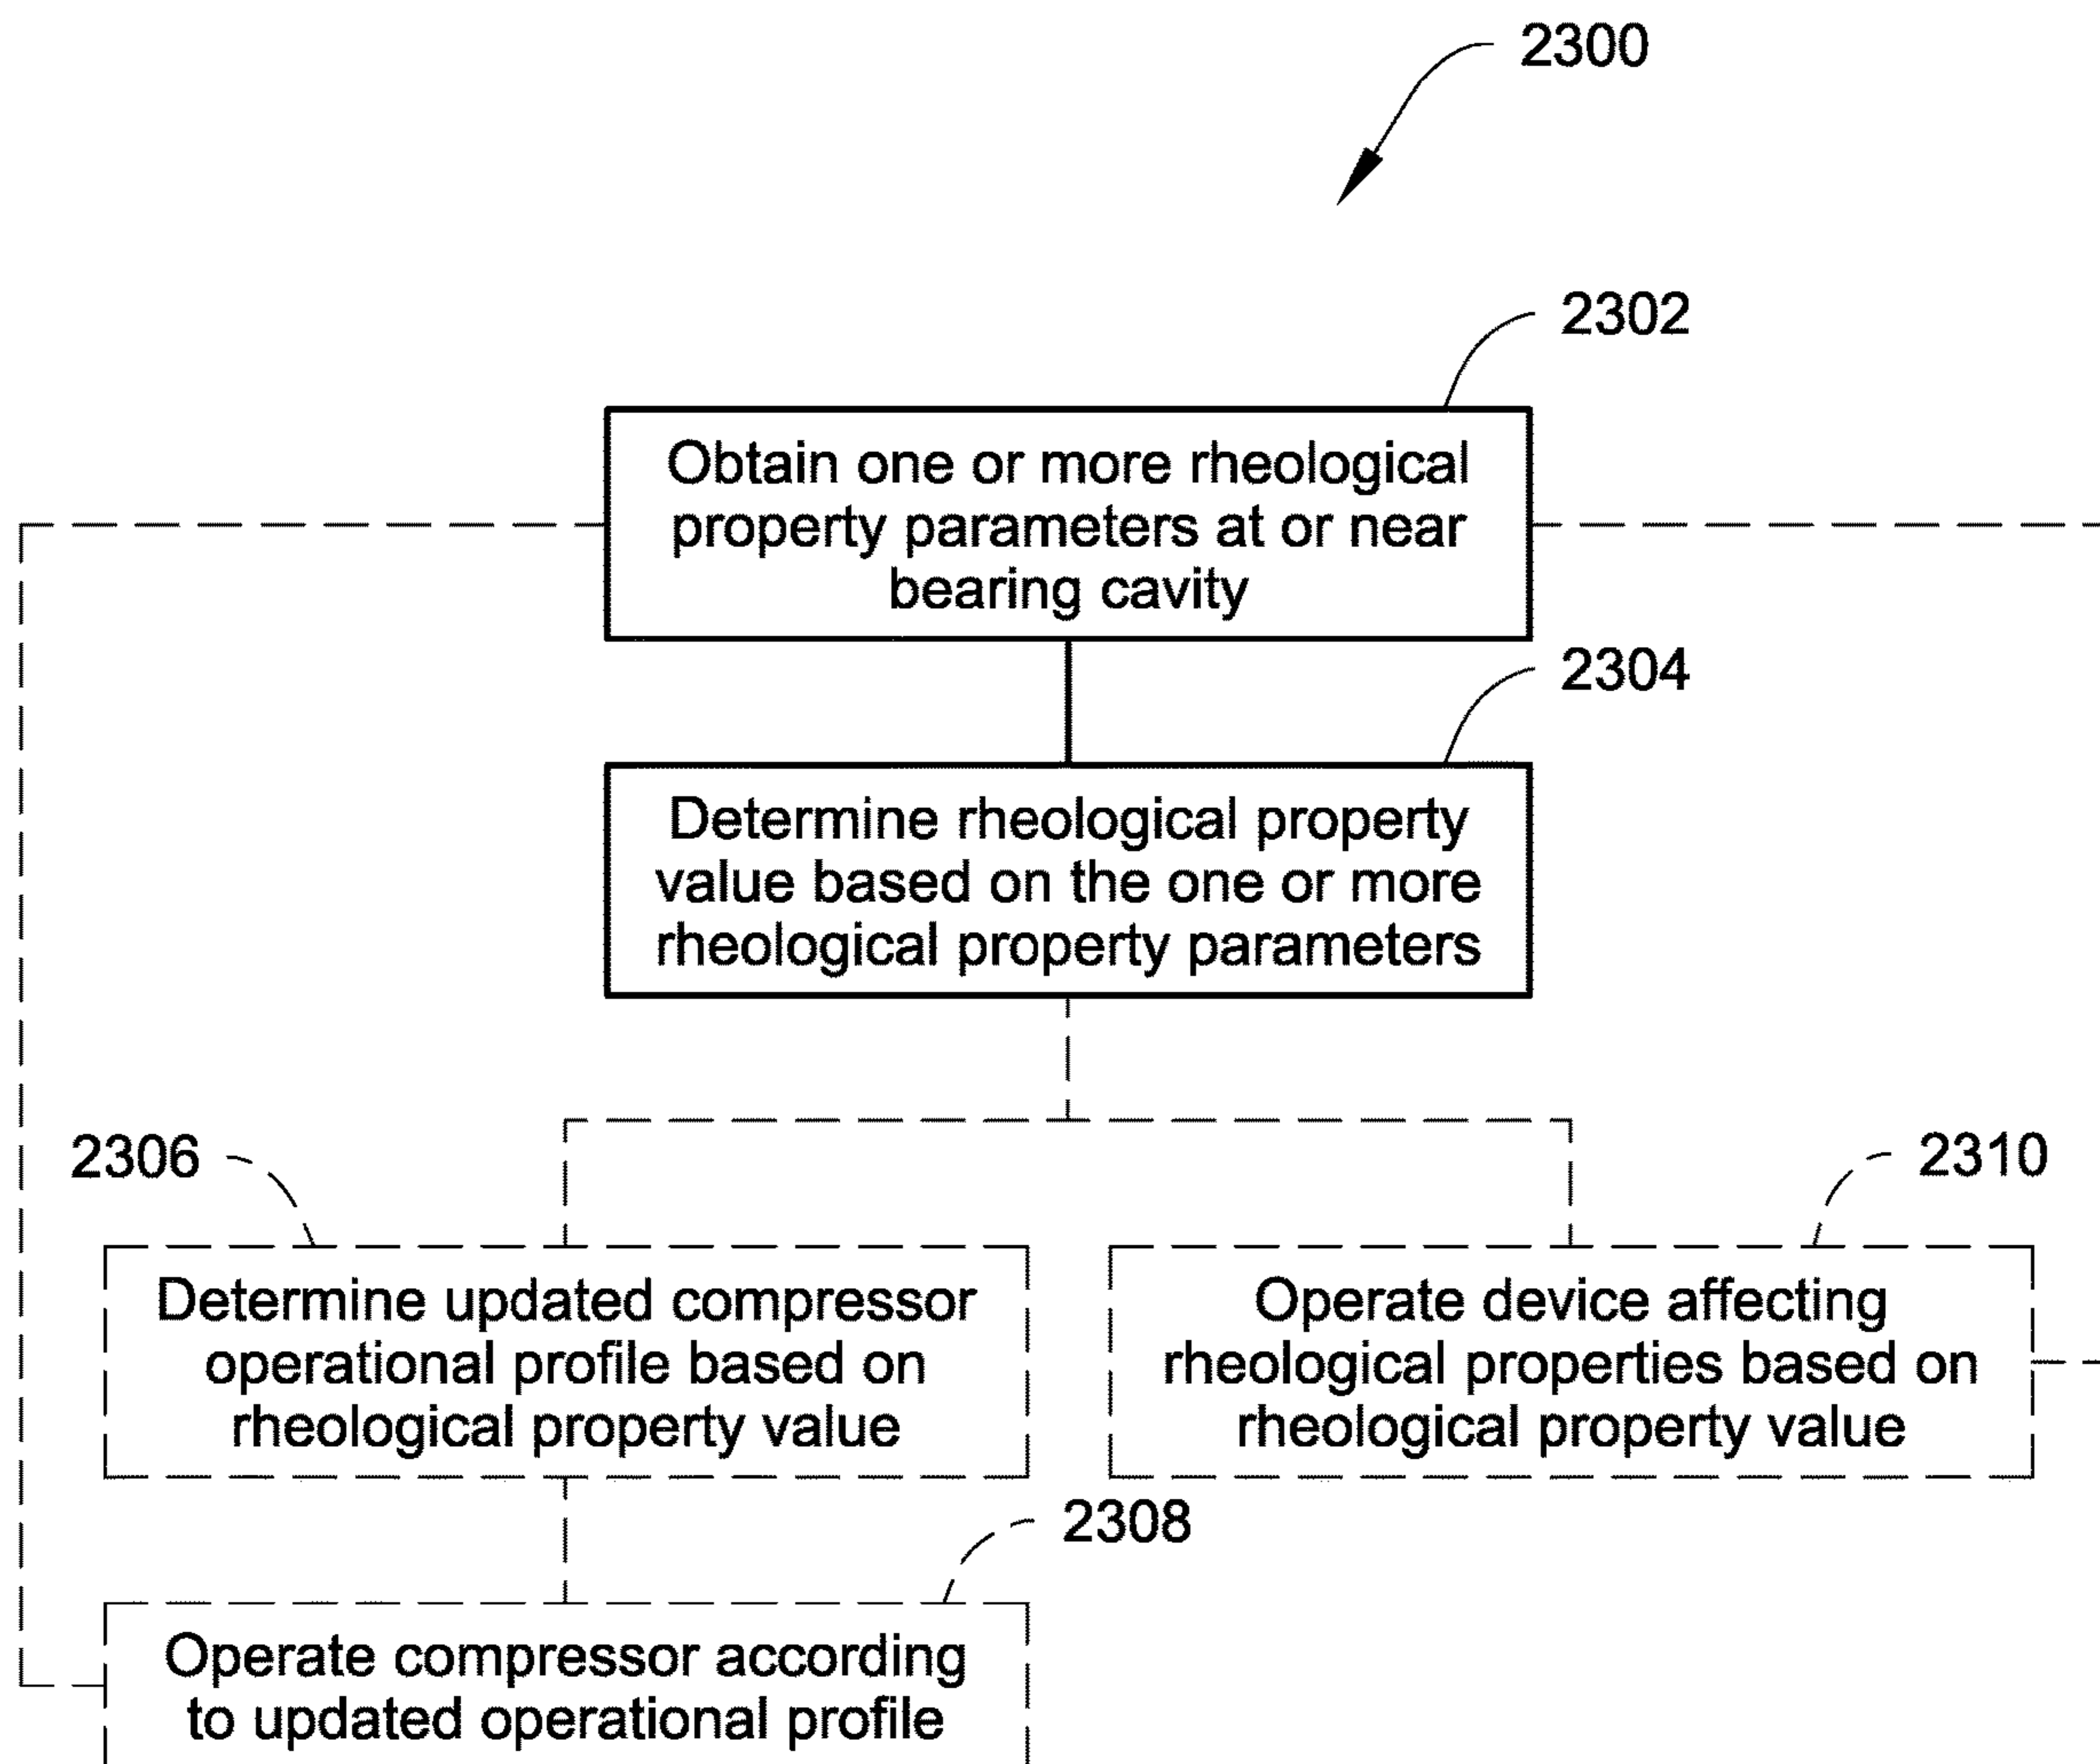 2300
2302
Obtain one or more rheological
property parameters at or near
bearing cavity
2304
Determine rheological property
value based on the one or more
rheological property parameters
2306
2310
Determine updated compressor
operational profile based on
rheological property value
Operate device affecting
rheological properties based on
rheological property value
2308
Operate compressor according
to updated operational profile